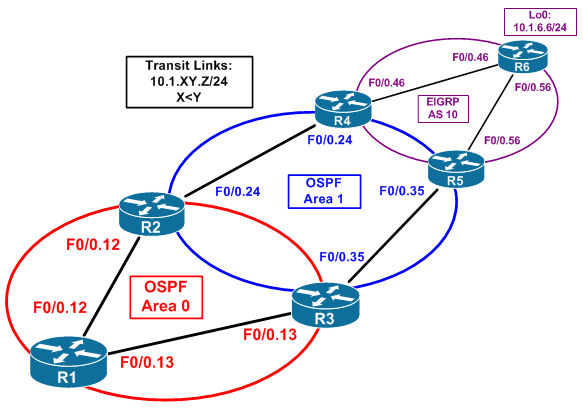 Lo0:
10.1.6.6/24
Transit Links:
10.1.XY.Z/24
X<Y
F0/0.46
R6
F0/0.46
F0/0.56
EIGRP
AS 10
R4
F0/0.24
F0/0.56
R5
OSPF
Area 1
F0/0.24
F0/0.35
R2
F0/0.12
F0/0.35
OSPF
Area 0
F0/0.12
R3
F0/0.13
F0/0.13
R1